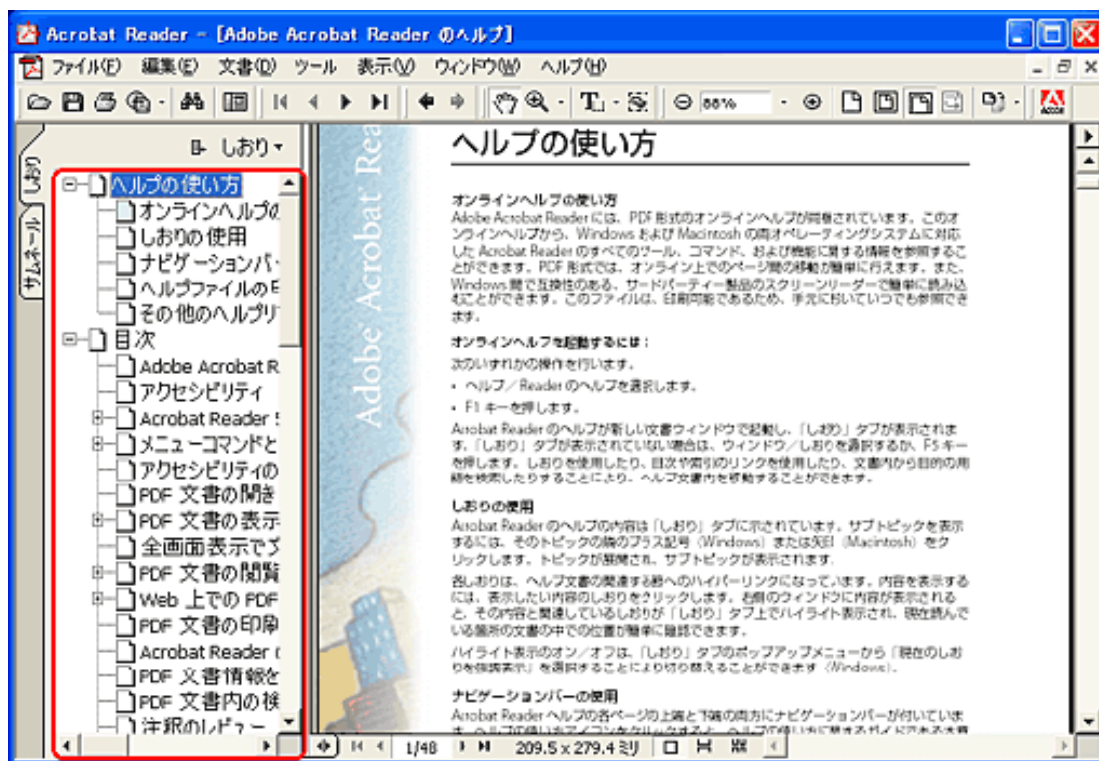 Acrobat Reader - [Adobe Acrobat Reader のヘルプ]
ファイル(F) 編集(E) 文書(D) ツール 表示(V) ウィンドウ(W) ヘルプ(H)
88%
しおり
サムネール
しおり
ヘルプの使い方
オンラインヘルプの
しおりの使用
ナビゲーションバ
ヘルプファイルの
その他のヘルプリ
目次
Adobe Acrobat R
アクセシビリティ
Acrobat Reader 5
メニューコマンドと
アクセシビリティの
PDF 文書の開き
PDF 文書の表示
全画面表示で文
PDF 文書の閲覧
Web 上での PDF
PDF 文書の印刷
Acrobat Reader
PDF 文書情報を
PDF 文書内の検
注釈のレビュー
Adobe Acrobat Rea
ヘルプの使い方
オンラインヘルプの使い方
Adobe Acrobat Reader には、PDF 形式のオンラインヘルプが同梱されています。このオ
ンラインヘルプから、Windows および Macintosh の両オペレーティングシステムに対応
した Acrobat Reader のすべてのツール、コマンド、および機能に関する情報を参照するこ
とができます。PDF 形式では、オンライン上でのページ間の移動が簡単に行えます。また、
Windows 間で互換性のある、サードパーティー製品のスクリーンリーダーで簡単に読み込
むことができます。このファイルは、印刷可能であるため、手元においていつでも参照でき
ます。
オンラインヘルプを起動するには：
次のいずれかの操作を行います。
・ ヘルプ／Reader のヘルプを選択します。
・ F1 キーを押します。
Acrobat Reader のヘルプが新しい文書ウィンドウで起動し、「しおり」タブが表示されま
す。「しおり」タブが表示されていない場合は、ウィンドウ／しおりを選択するか、F5 キー
を押します。しおりを使用したり、目次や索引のリンクを使用したり、文書内から目的の用
語を検索したりすることにより、ヘルプ文書内を移動することができます。
しおりの使用
Acrobat Reader のヘルプの内容は「しおり」タブに示されています。サブトピックを表示
するには、そのトピックの隣のプラス記号（Windows）または矢印（Macintosh）をク
リックします。トピックが展開され、サブトピックが表示されます。
各しおりは、ヘルプ文書の関連する節へのハイパーリンクになっています。内容を表示する
には、表示したい内容のしおりをクリックします。右側のウィンドウに内容が表示される
と、その内容と関連しているしおりが「しおり」タブ上でハイライト表示され、現在読んで
いる箇所の文書の中での位置が簡単に確認できます。
ハイライト表示のオン／オフは、「しおり」タブのポップアップメニューから「現在のしお
りを強調表示」を選択することにより切り替えることができます（Windows）。
ナビゲーションバーの使用
Acrobat Reader ヘルプの各ページの上端と下端の両方にナビゲーションバーが付いていま
1/48 209.5 x 279.4 ミリ